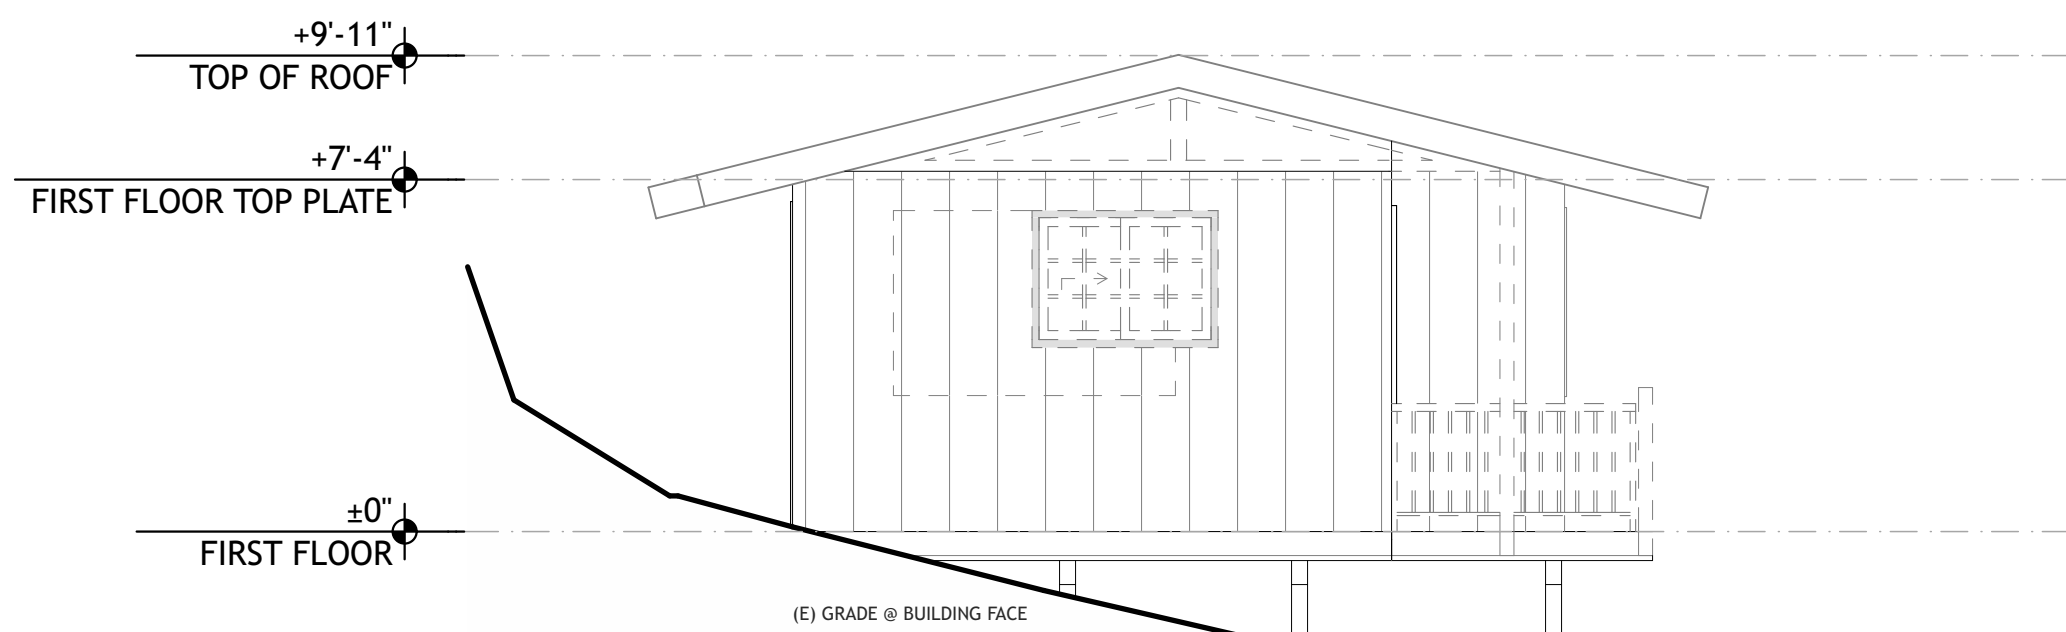 +9'-11"
TOP OF ROOF
+7'-4"
FIRST FLOOR TOP PLATE
±0"
FIRST FLOOR
(E) GRADE @ BUILDING FACE